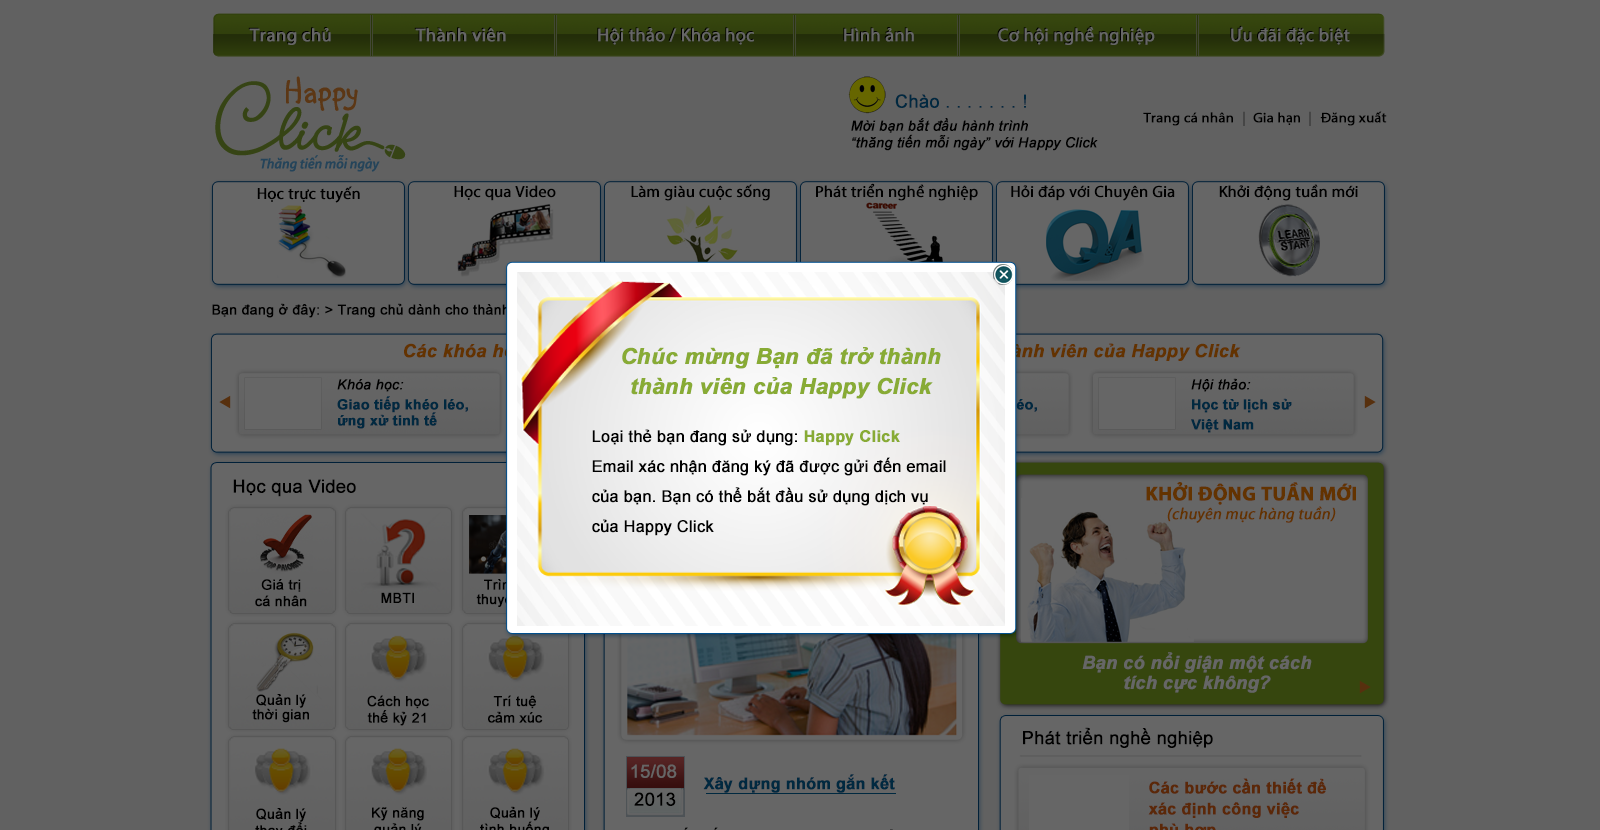 Trang chủ
Thành viên
Hội thảo / Khóa học
Hình ảnh
Cơ hội nghề nghiệp
Ưu đãi đặc biệt
Happy
Click
Thăng tiến mỗi ngày
Chào . . . . . . . !
Mời bạn bắt đầu hành trình
“thăng tiến mỗi ngày” với Happy Click
Trang cá nhân | Gia hạn | Đăng xuất
Học trực tuyến
Học qua Video
Làm giàu cuộc sống
Phát triển nghề nghiệp
career
Hỏi đáp với Chuyên Gia
QA
Khởi động tuần mới
LEARN
START
Bạn đang ở đây: > Trang chủ dành cho thành
Các khóa
viên của Happy Click
Khóa học:
Giao tiếp khéo léo,
ứng xử tinh tế
Hội thảo:
Học từ lịch sử
Việt Nam
Chúc mừng Bạn đã trở thành
thành viên của Happy Click
Loại thẻ bạn đang sử dụng: Happy Click
Email xác nhận đăng ký đã được gửi đến email
của bạn. Bạn có thể bắt đầu sử dụng dịch vụ
của Happy Click
Học qua Video
Giá trị
cá nhân
MBTI
Quản lý
thời gian
Cách học
thế kỷ 21
Trí tuệ
cảm xúc
Quản lý
thay đổi
Kỹ năng
quản lý
Quản lý
tình huống
15/08
2013
Xây dựng nhóm gắn kết
KHỞI ĐỘNG TUẦN MỚI
(chuyên mục hàng tuần)
Bạn có nổi giận một cách
tích cực không?
Phát triển nghề nghiệp
Các bước cần thiết để
xác định công việc
phù hợp